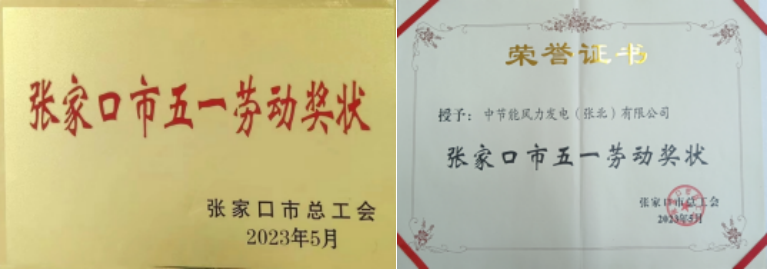 张家口市五一劳动奖状
张家口市总工会
2023年5月
荣誉证书
授予：中节能风力发电（张北）有限公司
张家口市五一劳动奖状
张家口市总工会
2023年5月